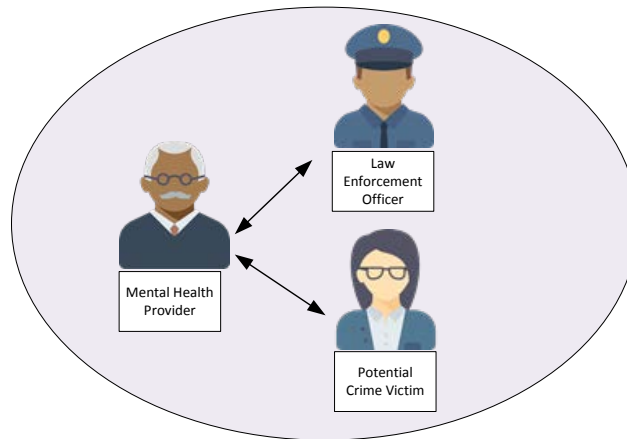 Law
Enforcement
Officer
Mental Health
Provider
Potential
Crime Victim